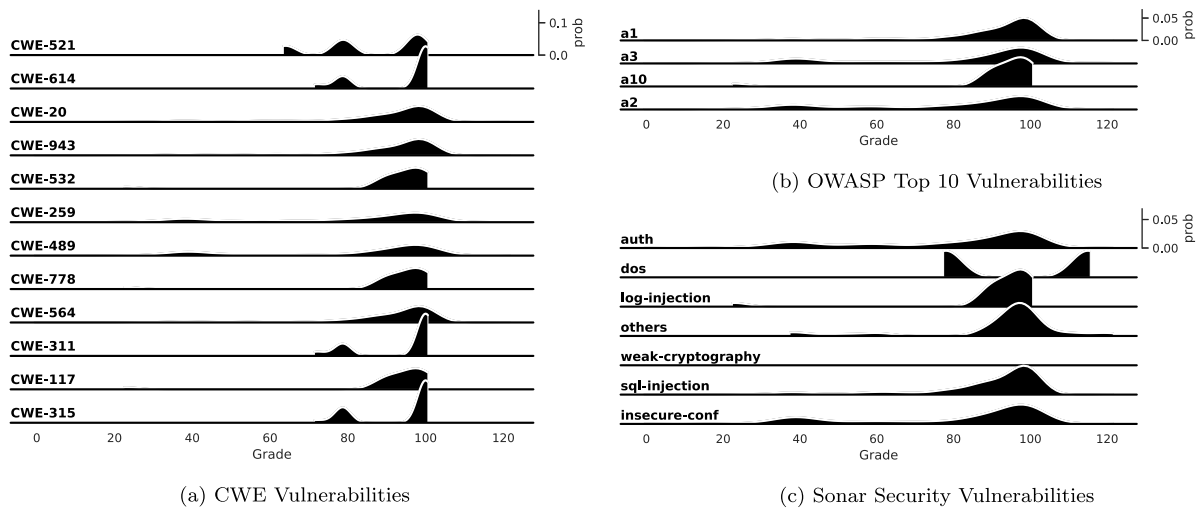 0.1
0.0
prob
CWE-521
CWE-614
CWE-20
CWE-943
CWE-532
CWE-259
CWE-489
CWE-778
CWE-564
CWE-311
CWE-117
CWE-315
0 20 40 60 80 100 120
Grade
(a) CWE Vulnerabilities
0.05
0.00
prob
a1
a3
a10
a2
0 20 40 60 80 100 120
Grade
(b) OWASP Top 10 Vulnerabilities
0.05
0.00
prob
auth
dos
log-injection
others
weak-cryptography
sql-injection
insecure-conf
0 20 40 60 80 100 120
Grade
(c) Sonar Security Vulnerabilities